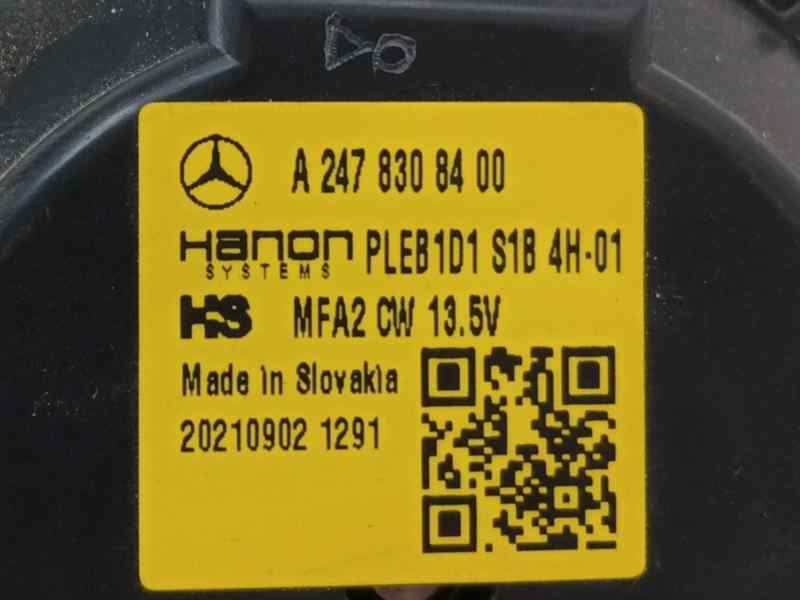 A 247 830 84 00
Hanon SYSTEMS PLEB1D1 S1B 4H-01
HS MFA2 CW 13.5V
Made in Slovakia
20210902 1291